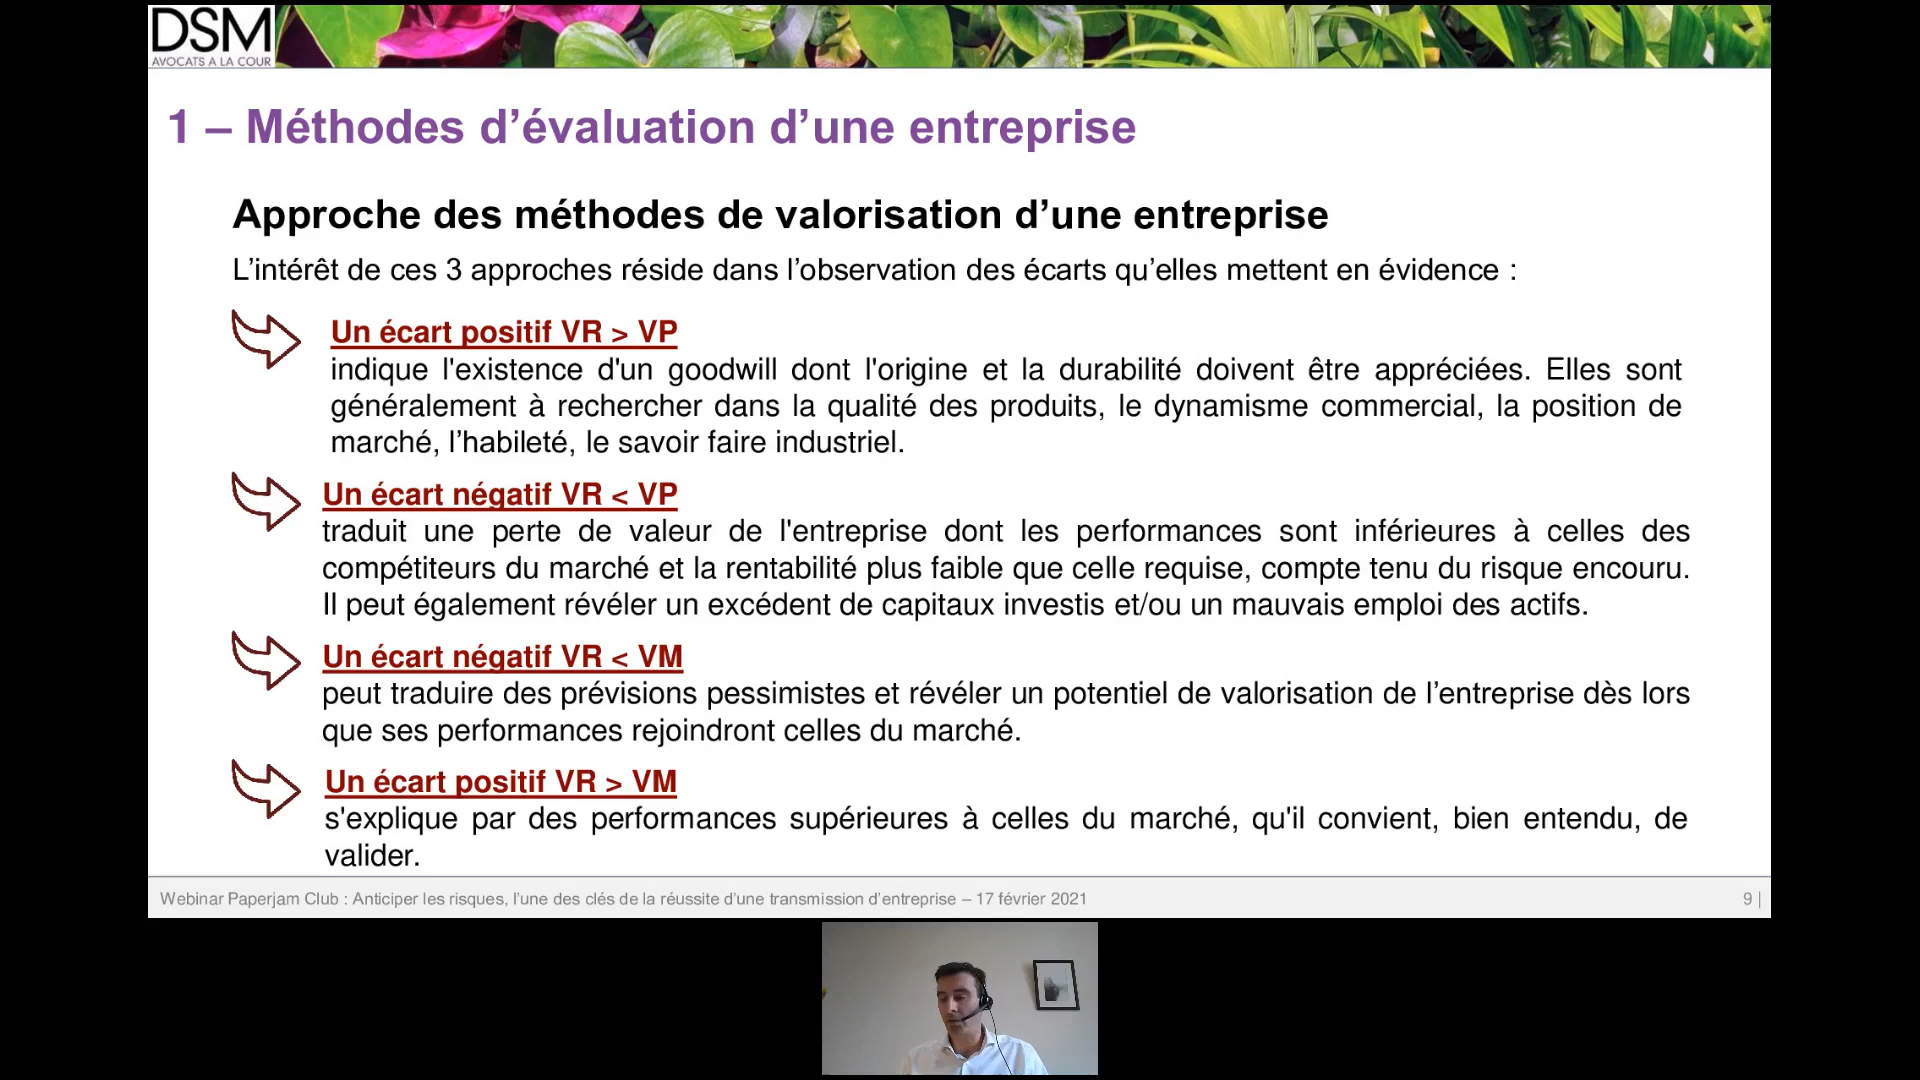 DSM
AVOCATS A LA COUR
1 – Méthodes d’évaluation d’une entreprise
Approche des méthodes de valorisation d’une entreprise
L’intérêt de ces 3 approches réside dans l’observation des écarts qu’elles mettent en évidence :
Un écart positif VR > VP
indique l'existence d'un goodwill dont l'origine et la durabilité doivent être appréciées. Elles sont
généralement à rechercher dans la qualité des produits, le dynamisme commercial, la position de
marché, l’habileté, le savoir faire industriel.
Un écart négatif VR < VP
traduit une perte de valeur de l'entreprise dont les performances sont inférieures à celles des
compétiteurs du marché et la rentabilité plus faible que celle requise, compte tenu du risque encouru.
Il peut également révéler un excédent de capitaux investis et/ou un mauvais emploi des actifs.
Un écart négatif VR < VM
peut traduire des prévisions pessimistes et révéler un potentiel de valorisation de l’entreprise dès lors
que ses performances rejoindront celles du marché.
Un écart positif VR > VM
s'explique par des performances supérieures à celles du marché, qu'il convient, bien entendu, de
valider.
Webinar Paperjam Club : Anticiper les risques, l’une des clés de la réussite d’une transmission d’entreprise – 17 février 2021
9 |